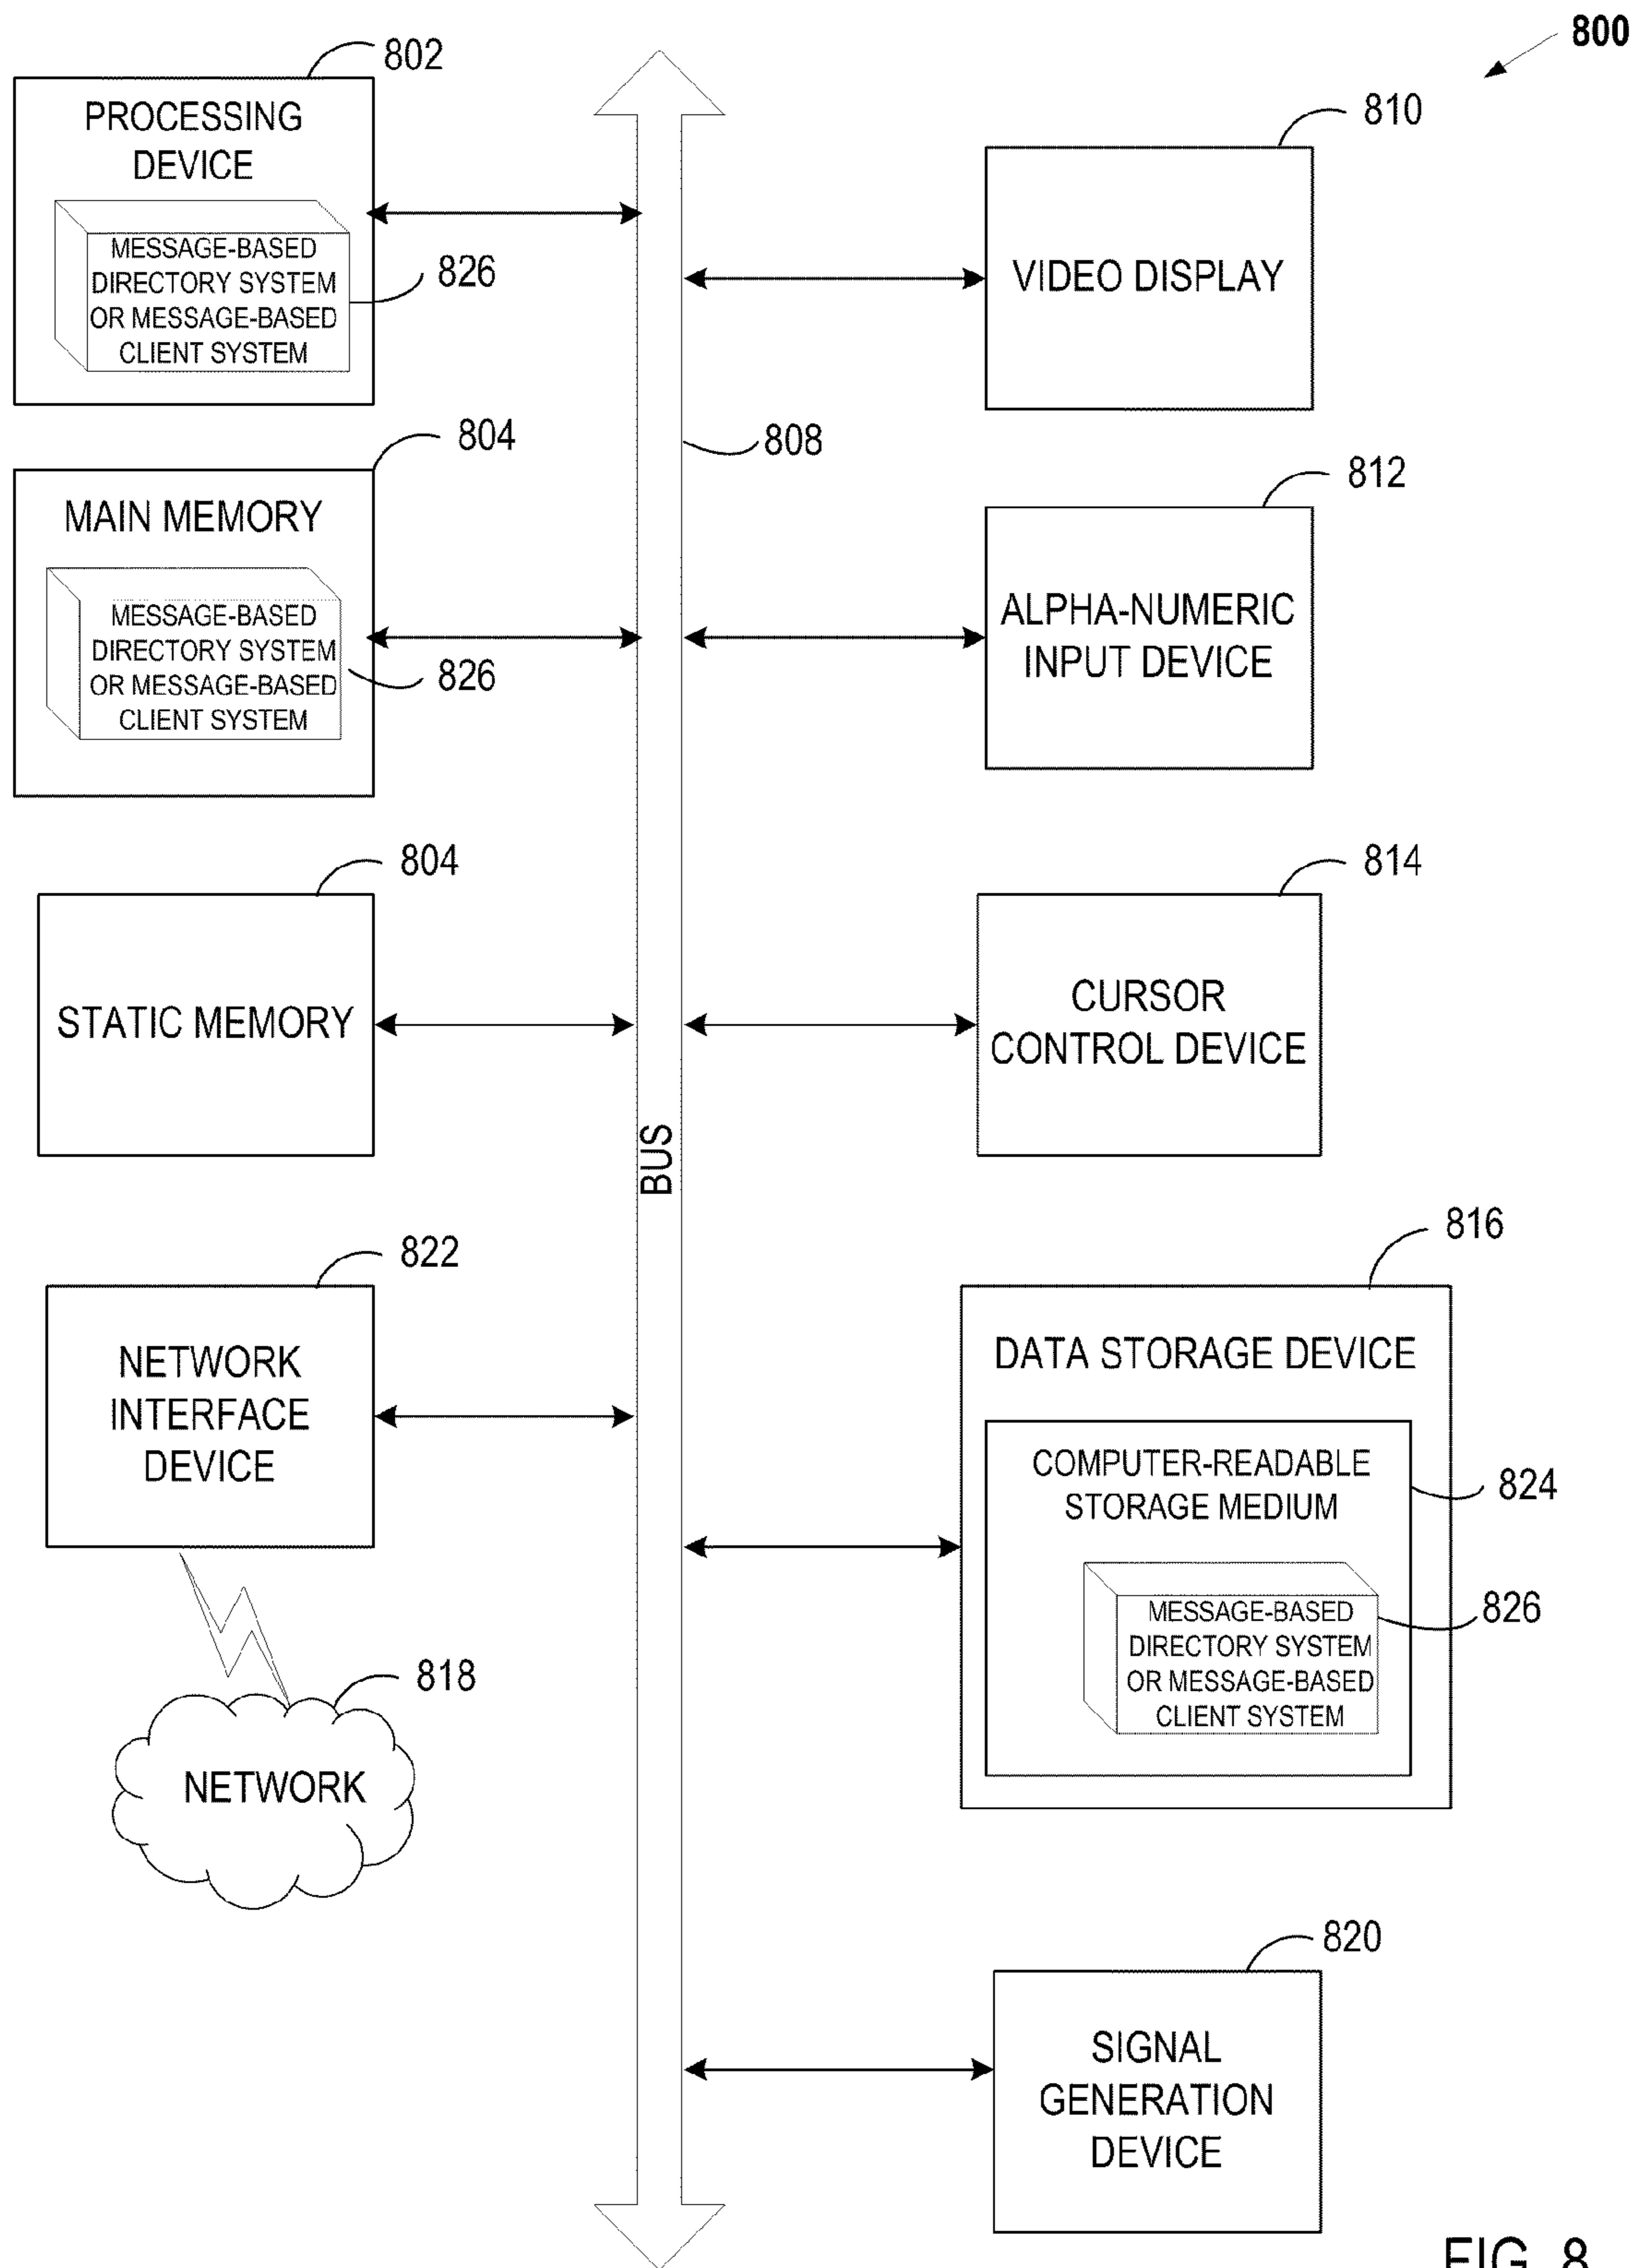 800
802
PROCESSING
DEVICE
MESSAGE-BASED
DIRECTORY SYSTEM
OR MESSAGE-BASED
CLIENT SYSTEM
826
810
VIDEO DISPLAY
804
MAIN MEMORY
MESSAGE-BASED
DIRECTORY SYSTEM
OR MESSAGE-BASED
CLIENT SYSTEM
826
808
812
ALPHA-NUMERIC
INPUT DEVICE
804
STATIC MEMORY
814
CURSOR
CONTROL DEVICE
BUS
822
NETWORK
INTERFACE
DEVICE
816
DATA STORAGE DEVICE
COMPUTER-READABLE
STORAGE MEDIUM
824
MESSAGE-BASED
DIRECTORY SYSTEM
OR MESSAGE-BASED
CLIENT SYSTEM
826
818
NETWORK
820
SIGNAL
GENERATION
DEVICE
FIG. 8